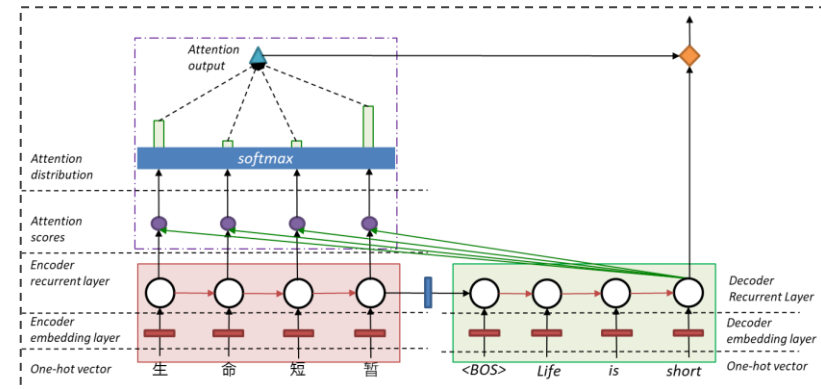 Attention
output
softmax
Attention
distribution
Attention
scores
Encoder
recurrent layer
Decoder
Recurrent Layer
Encoder
embedding layer
Decoder
embedding layer
One-hot vector
生 命 短 暂
<BOS> Life is short
One-hot vector